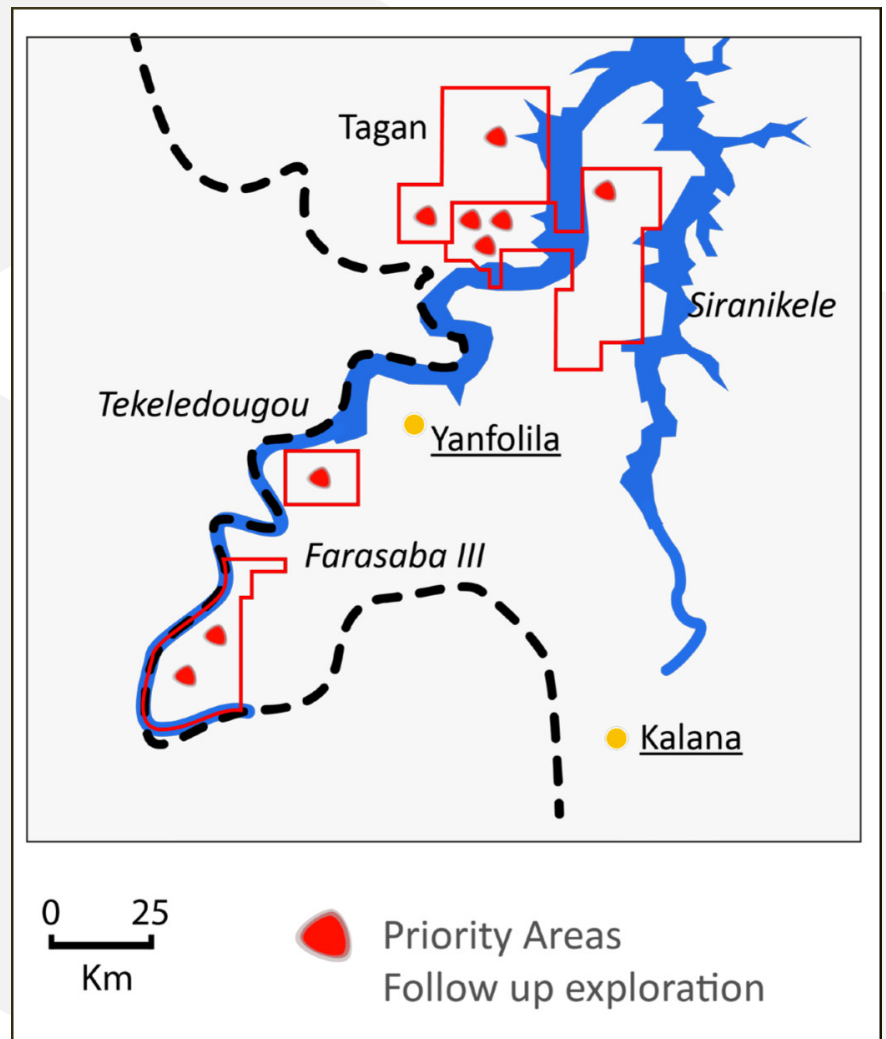 Tagan
Siranikele
Tekeledougou
Yanfolila
Farasaba III
Kalana
0 25
Km
Priority Areas
Follow up exploration